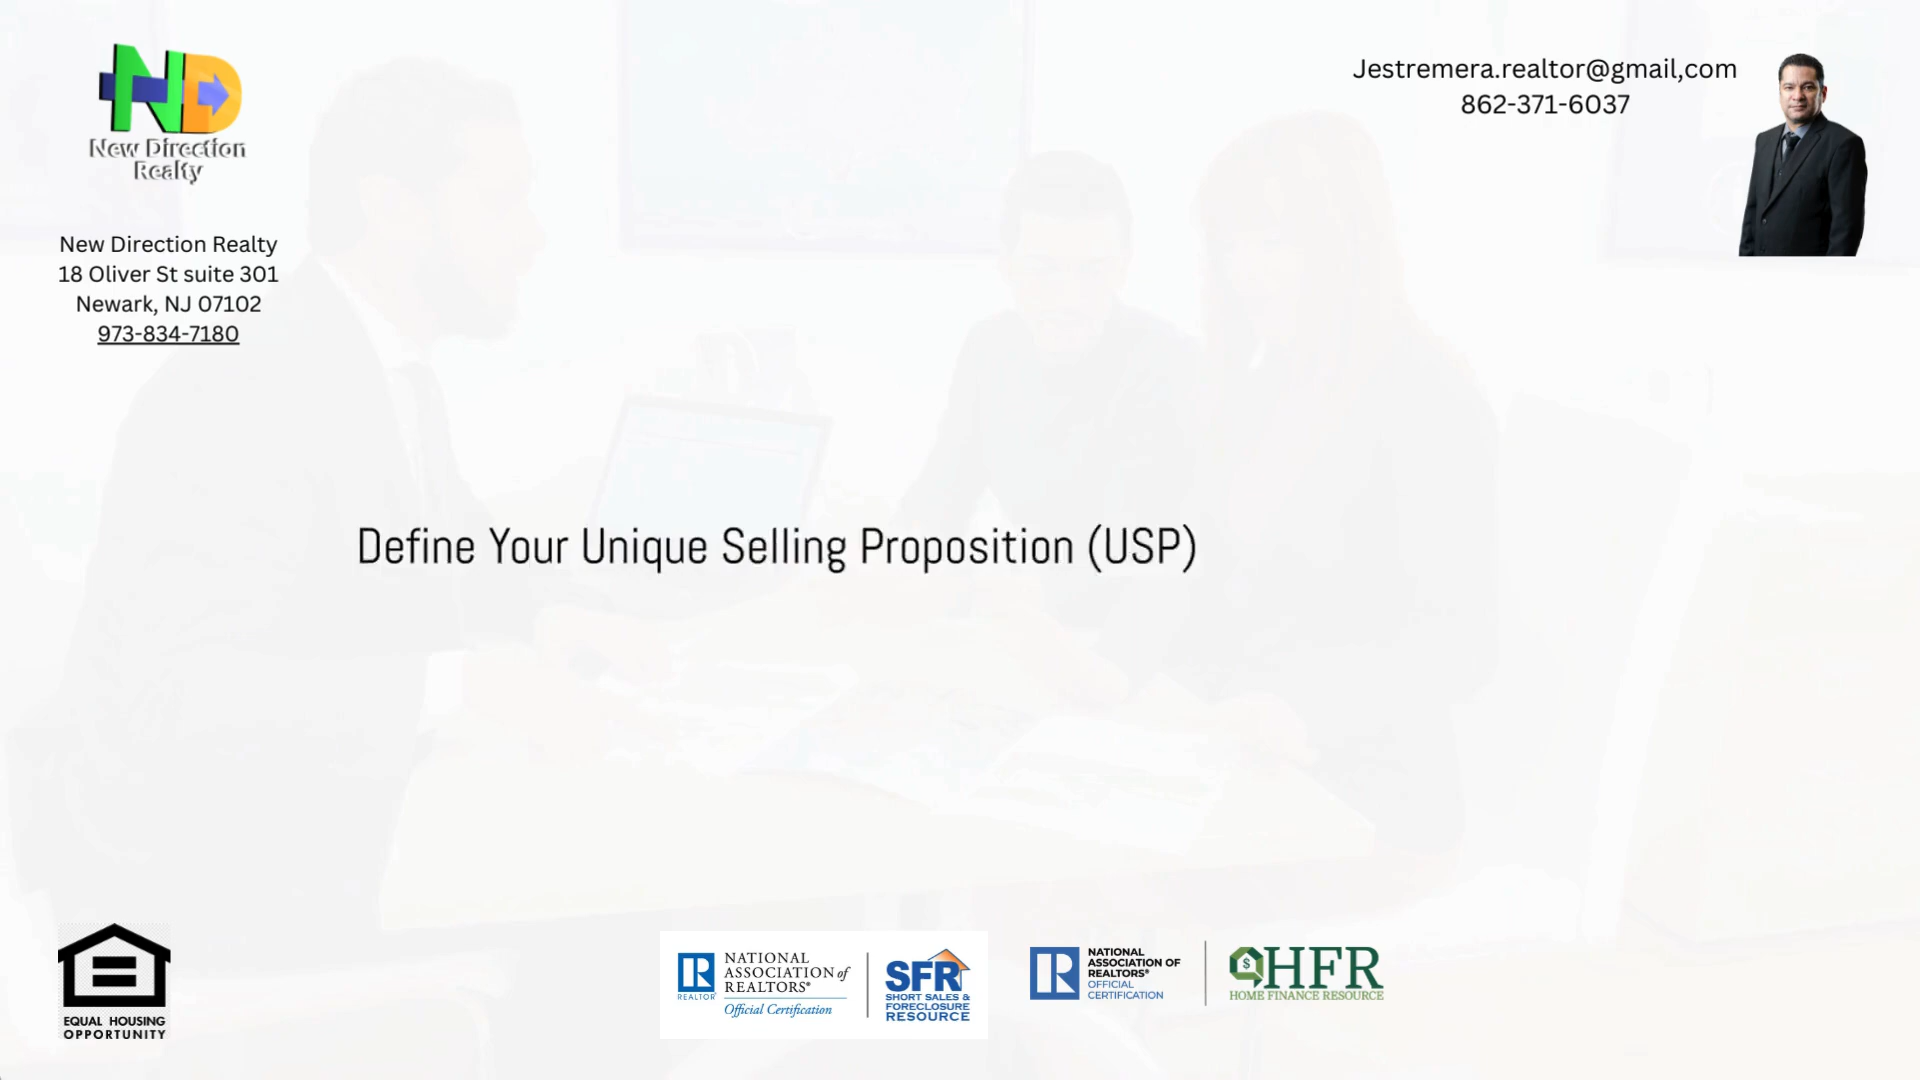 New Direction
Realty
New Direction Realty
18 Oliver St suite 301
Newark, NJ 07102
973-834-7180
Jestremera.realtor@gmail,com
862-371-6037
Define Your Unique Selling Proposition (USP)
EQUAL HOUSING
OPPORTUNITY
REALTOR
NATIONAL
ASSOCIATION of
REALTORS®
Official Certification
SFR
SHORT SALES &
FORECLOSURE
RESOURCE
NATIONAL
ASSOCIATION OF
REALTORS®
OFFICIAL
CERTIFICATION
HFR
HOME FINANCE RESOURCE